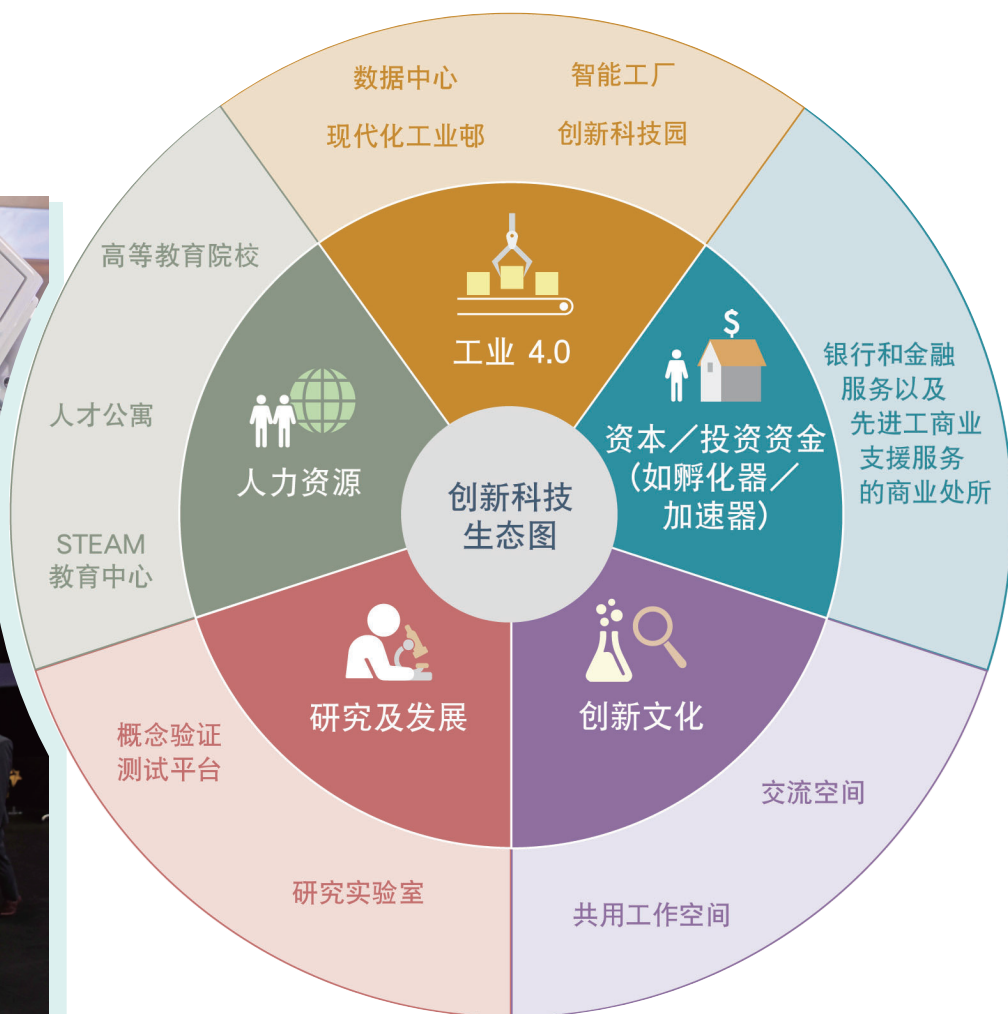 数据中心
智能工厂
现代化工业邨
创新科技园
工业 4.0
$
资本／投资资金
(如孵化器／
加速器)
银行和金融
服务以及
先进工商业
支援服务
的商业处所
创新文化
交流空间
共用工作空间
研究及发展
概念验证
测试平台
研究实验室
人力资源
高等教育院校
人才公寓
STEAM
教育中心
创新科技
生态图